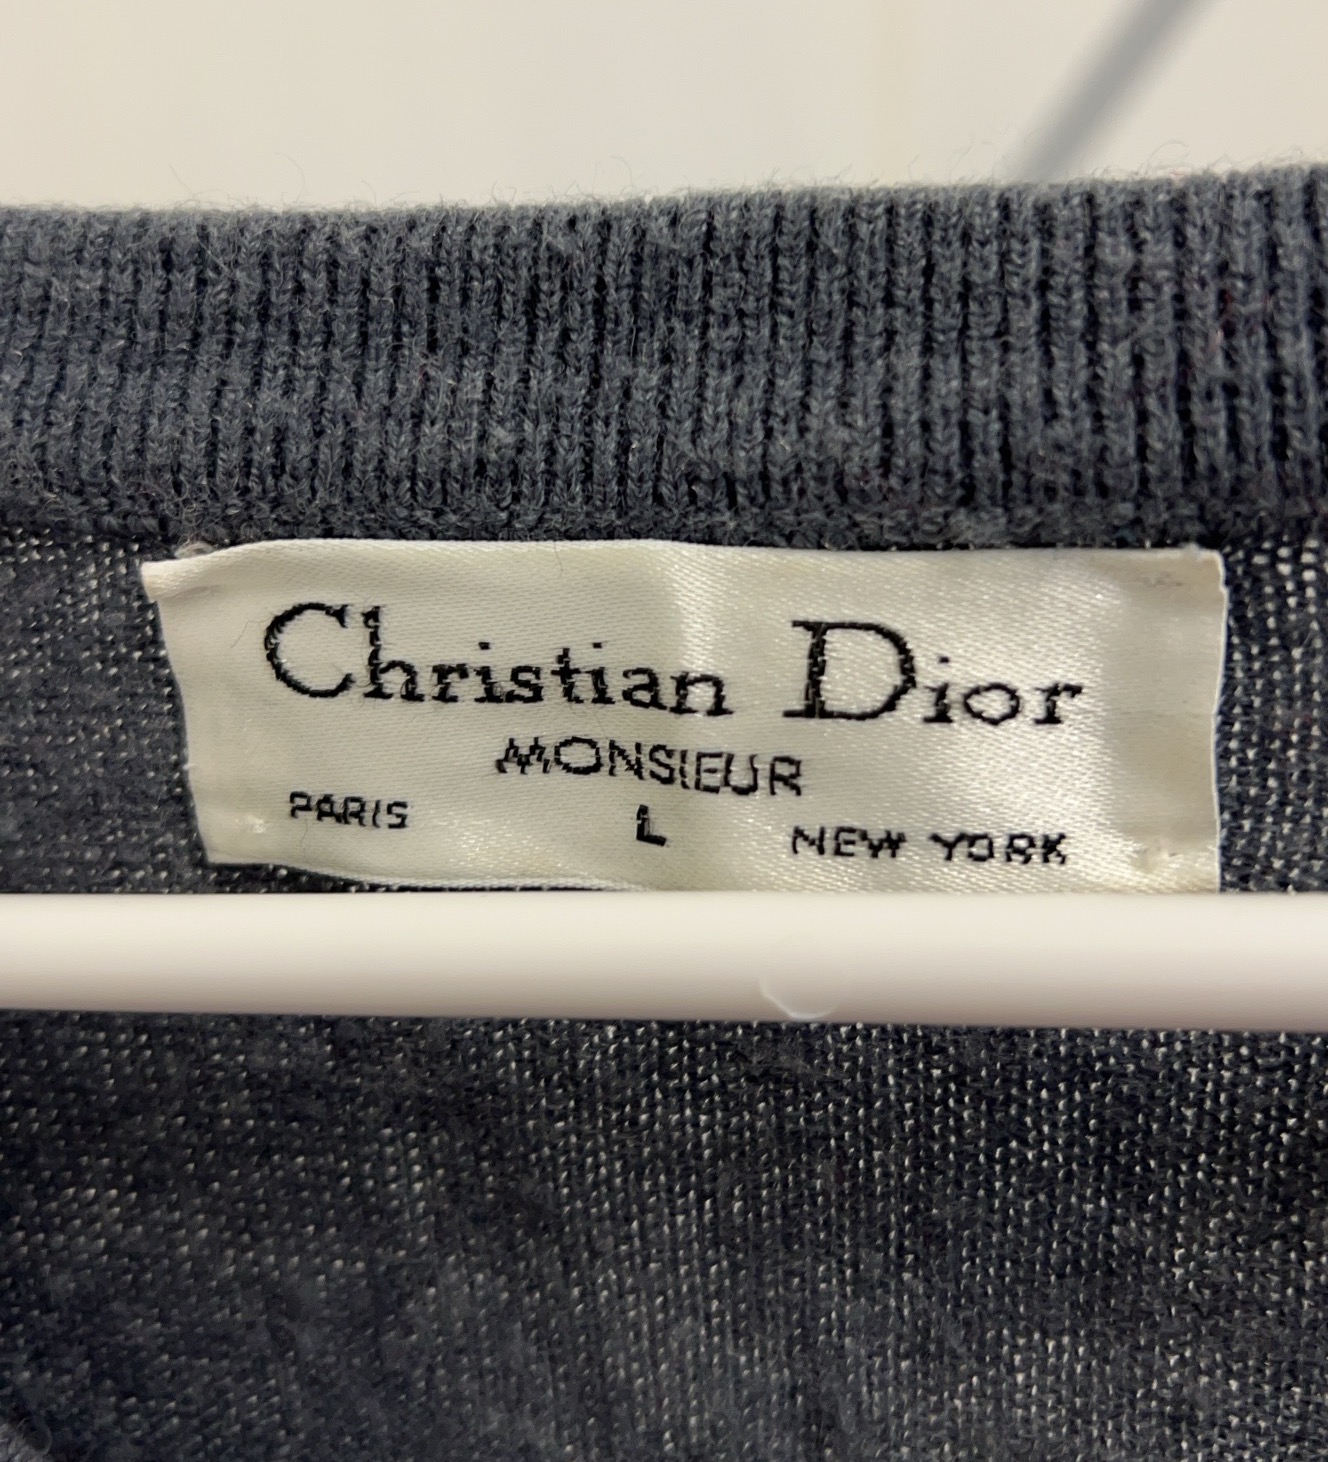 Christian Dior
MONSIEUR
PARIS L NEW YORK